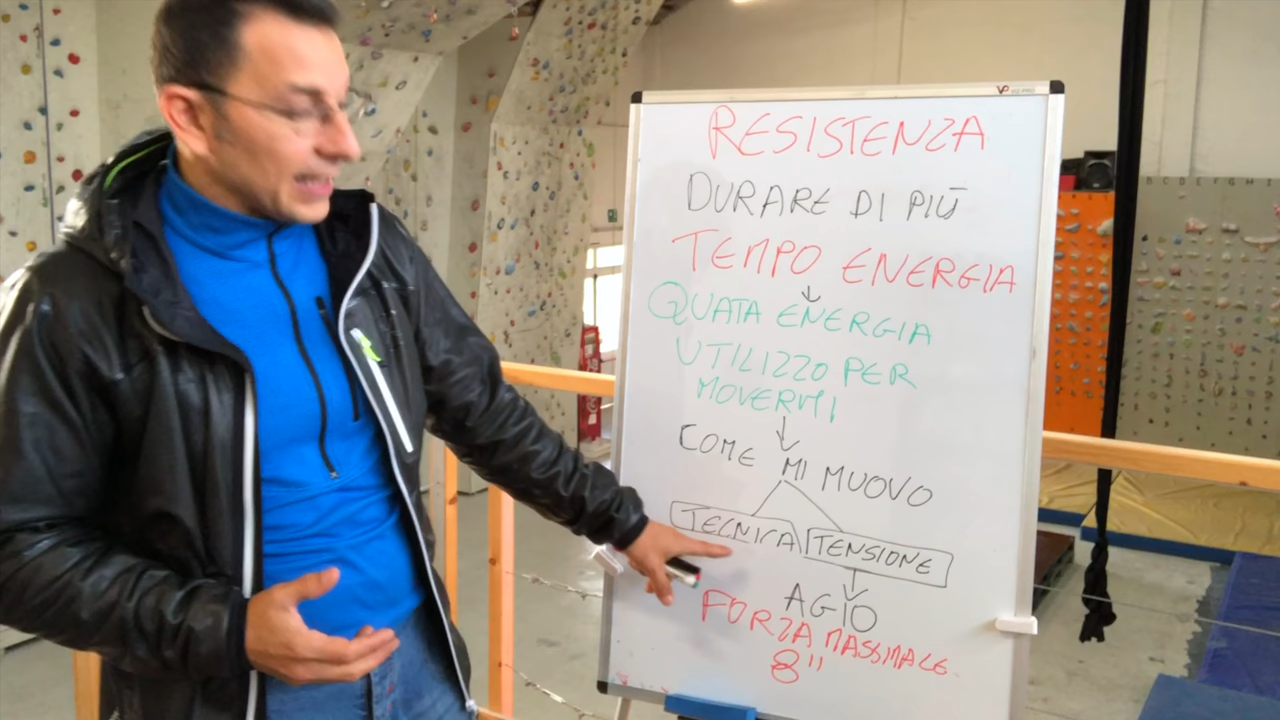 RESISTENZA
DURARE DI PIÙ
TEMPO ENERGIA
QUATA ENERGIA
UTILIZZO PER
MOVERMI
COME MI MUOVO
TECNICA TENSIONE
AGIO
FORZA MASSIMALE
8"
B C D E F G H I